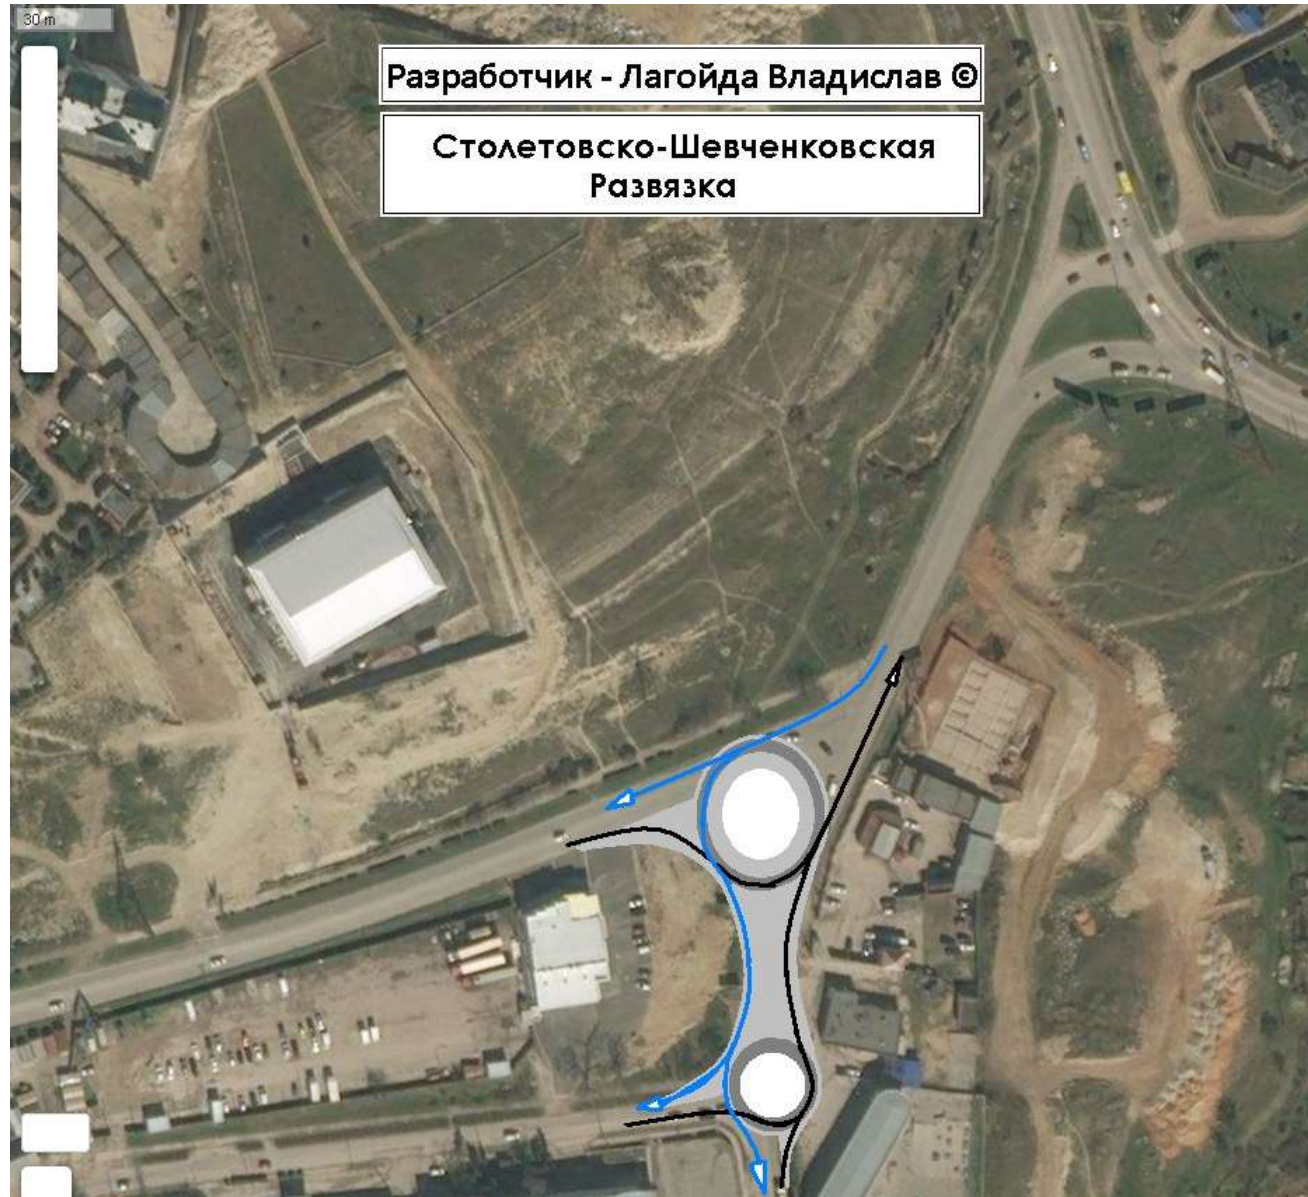 30 m
Разработчик - Лагойда Владислав ©
Столетовско-Шевченковская
Развязка